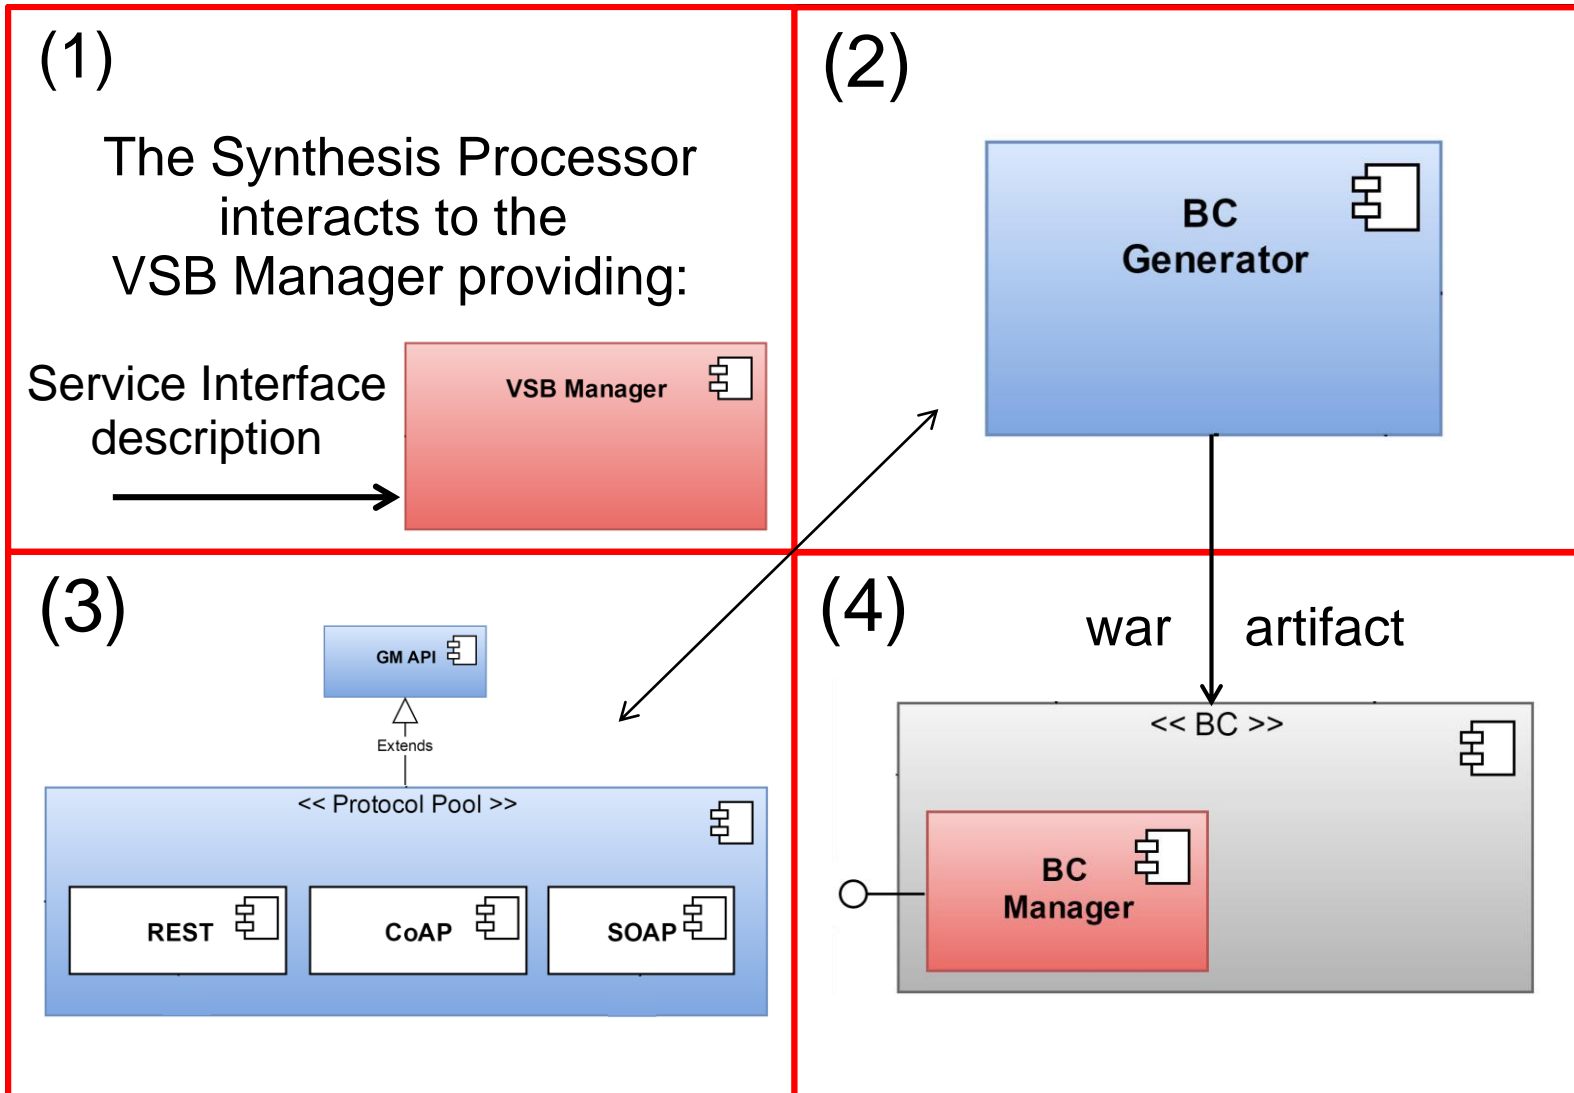 (1)
The Synthesis Processor
interacts to the
VSB Manager providing:
Service Interface
description
VSB Manager
(2)
BC
Generator
(3)
GM API
Extends
<< Protocol Pool >>
REST
CoAP
SOAP
(4)
war artifact
<< BC >>
BC
Manager